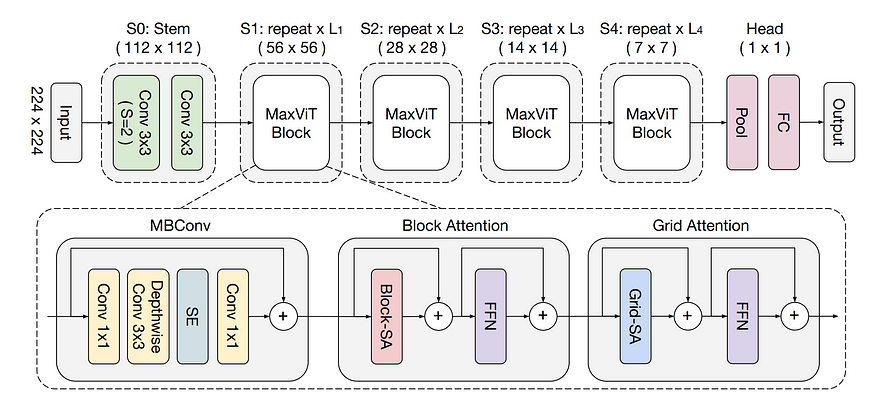 S0: Stem
( 112 x 112 )
S1: repeat x L₁
( 56 x 56 )
S2: repeat x L₂
( 28 x 28 )
S3: repeat x L₃
( 14 x 14 )
S4: repeat x L₄
( 7 x 7 )
Head
( 1 x 1 )
224 x 224
Input
Conv 3x3
( S=2 )
Conv 3x3
MaxViT
Block
MaxViT
Block
MaxViT
Block
MaxViT
Block
Pool
FC
Output
MBConv
Conv 1x1
Depthwise
Conv 3x3
SE
Conv 1x1
+
Block Attention
Block-SA
+
FFN
+
Grid Attention
Grid-SA
+
FFN
+